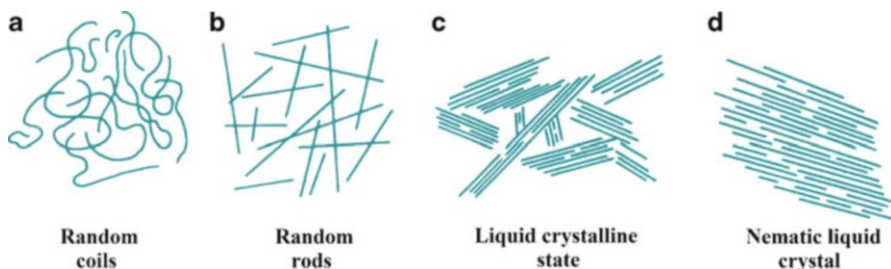 a
b
c
d
Random
coils
Random
rods
Liquid crystalline
state
Nematic liquid
crystal